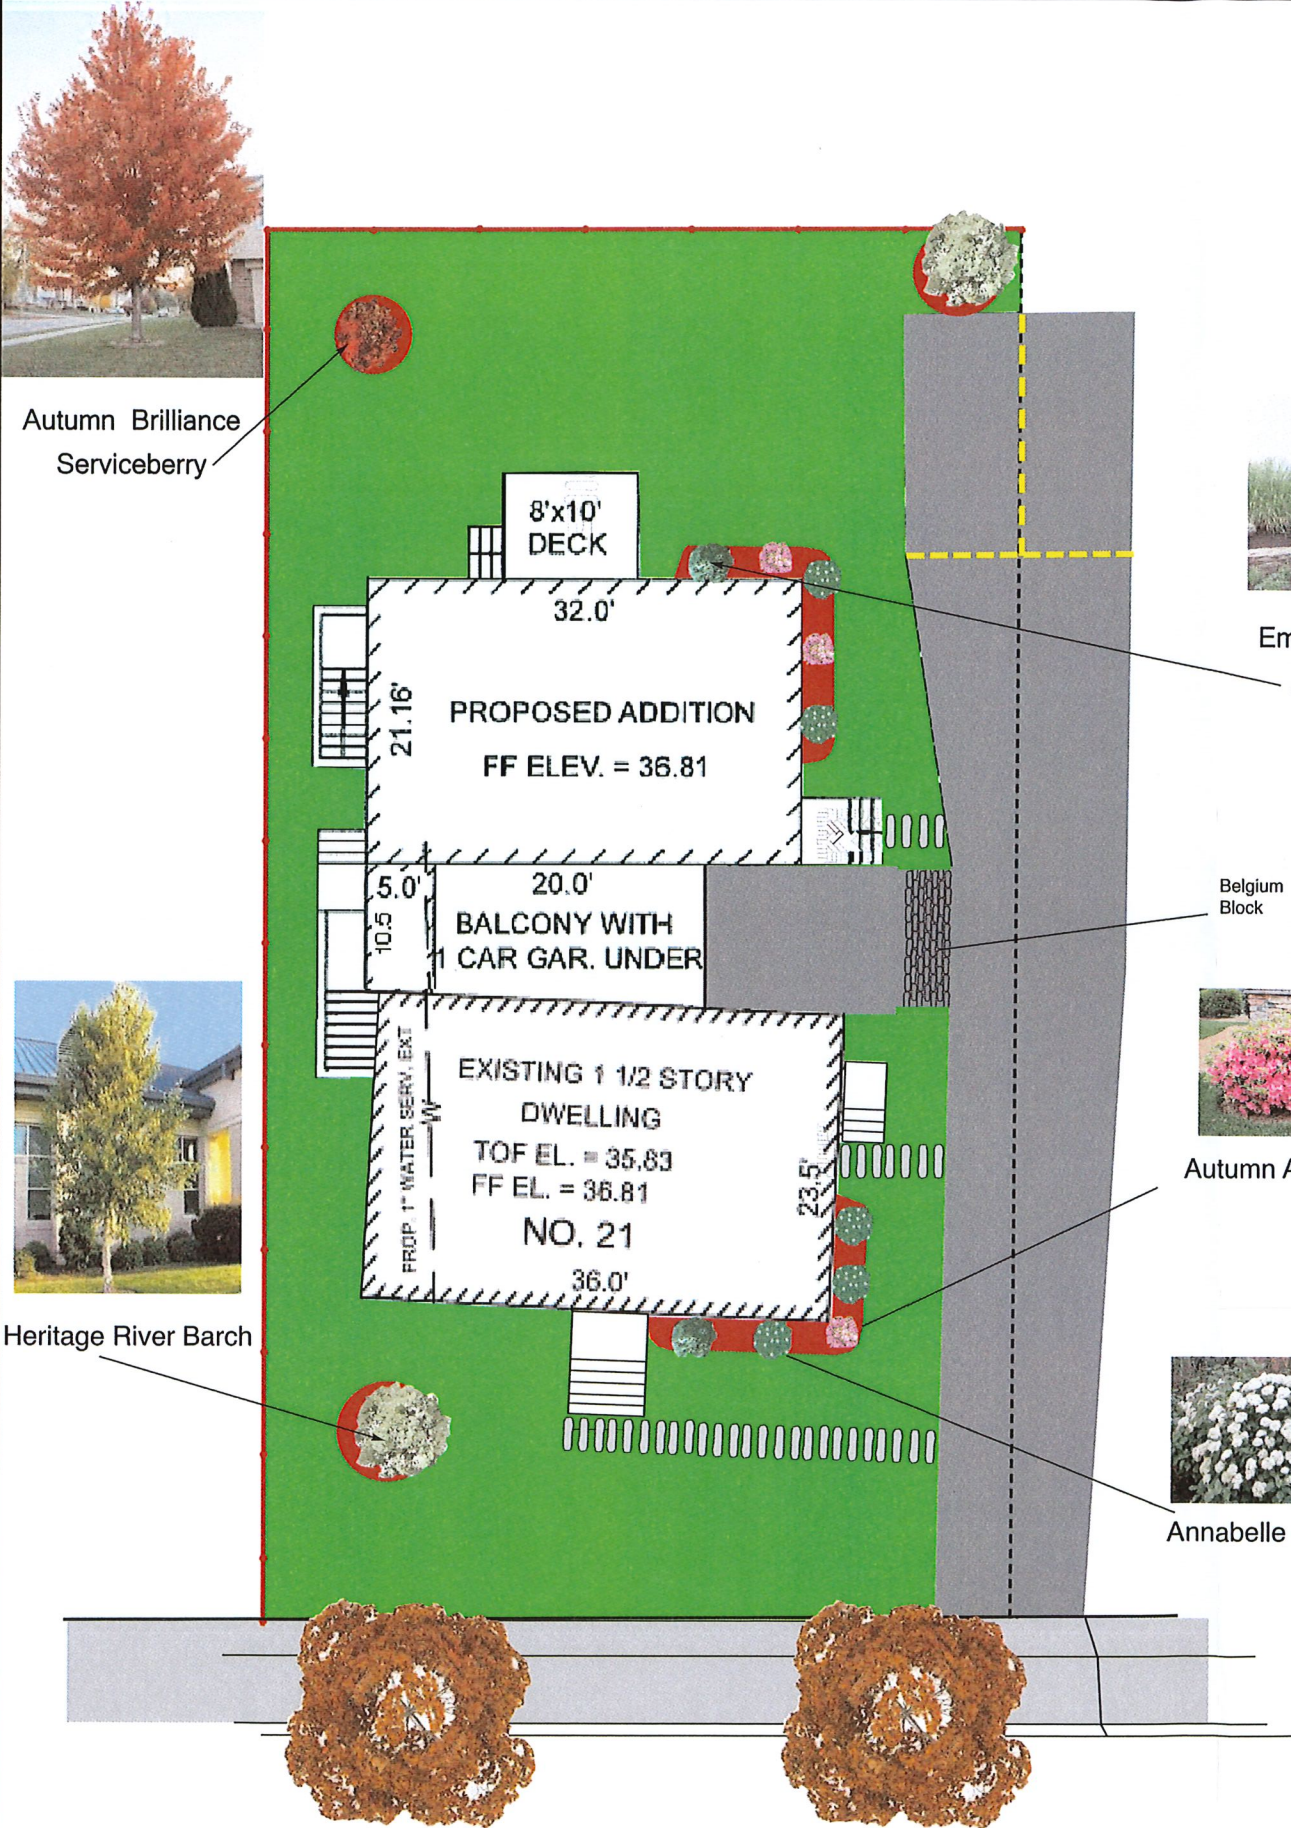 Autumn Brilliance
Serviceberry
8'x10'
DECK
32.0'
21.16'
PROPOSED ADDITION
FF ELEV. = 36.81
Em
5.0'
10.5
20.0'
BALCONY WITH
1 CAR GAR. UNDER
Belgium
Block
PROP. 1" WATER SERV. EXT
W
EXISTING 1 1/2 STORY
DWELLING
TOF EL. = 35.83
FF EL. = 36.81
NO. 21
23.5'
36.0'
Autumn A
Heritage River Barch
Annabelle